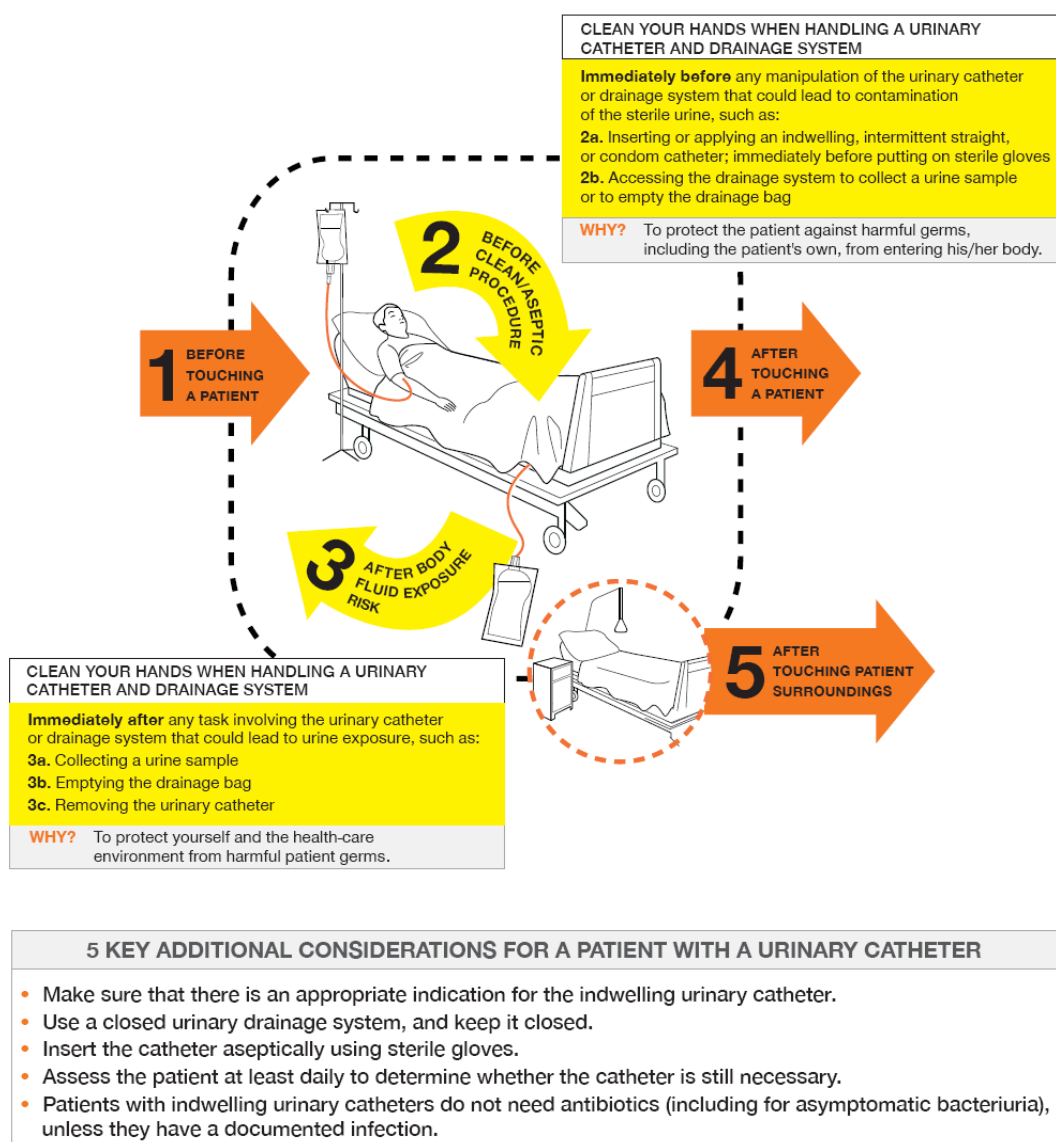 CLEAN YOUR HANDS WHEN HANDLING A URINARY
CATHETER AND DRAINAGE SYSTEM
Immediately before any manipulation of the urinary catheter
or drainage system that could lead to contamination
of the sterile urine, such as:
2a. Inserting or applying an indwelling, intermittent straight,
or condom catheter; immediately before putting on sterile gloves
2b. Accessing the drainage system to collect a urine sample
or to empty the drainage bag
WHY? To protect the patient against harmful germs,
including the patient's own, from entering his/her body.
2
BEFORE
CLEAN/ASEPTIC
PROCEDURE
1
BEFORE
TOUCHING
A PATIENT
4
AFTER
TOUCHING
A PATIENT
3
AFTER BODY
FLUID EXPOSURE
RISK
5
AFTER
TOUCHING PATIENT
SURROUNDINGS
CLEAN YOUR HANDS WHEN HANDLING A URINARY
CATHETER AND DRAINAGE SYSTEM
Immediately after any task involving the urinary catheter
or drainage system that could lead to urine exposure, such as:
3a. Collecting a urine sample
3b. Emptying the drainage bag
3c. Removing the urinary catheter
WHY? To protect yourself and the health-care
environment from harmful patient germs.
5 KEY ADDITIONAL CONSIDERATIONS FOR A PATIENT WITH A URINARY CATHETER
• Make sure that there is an appropriate indication for the indwelling urinary catheter.
• Use a closed urinary drainage system, and keep it closed.
• Insert the catheter aseptically using sterile gloves.
• Assess the patient at least daily to determine whether the catheter is still necessary.
• Patients with indwelling urinary catheters do not need antibiotics (including for asymptomatic bacteriuria),
unless they have a documented infection.